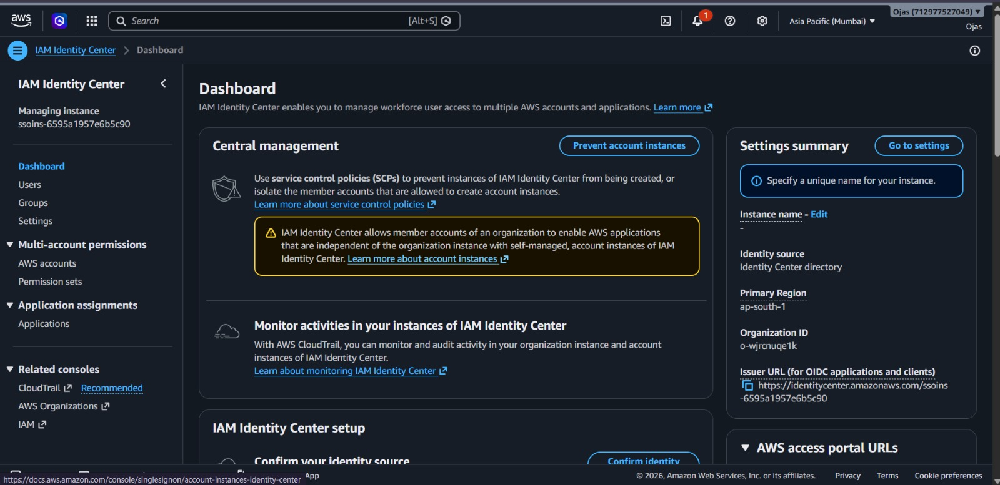 aws
Search
[Alt+S]
1
Asia Pacific (Mumbai) ▼
Ojas (712977527049) ▼
Ojas
IAM Identity Center
Dashboard
IAM Identity Center
Managing instance
ssoins-6595a1957e6b5c90
Dashboard
Users
Groups
Settings
Multi-account permissions
AWS accounts
Permission sets
Application assignments
Applications
Related consoles
CloudTrail Recommended
AWS Organizations
IAM
Dashboard
IAM Identity Center enables you to manage workforce user access to multiple AWS accounts and applications. Learn more
Central management
Prevent account instances
Use service control policies (SCPs) to prevent instances of IAM Identity Center from being created, or
isolate the member accounts that are allowed to create account instances.
Learn more about service control policies
IAM Identity Center allows member accounts of an organization to enable AWS applications
that are independent of the organization instance with self-managed, account instances of IAM
Identity Center. Learn more about account instances
Monitor activities in your instances of IAM Identity Center
With AWS CloudTrail, you can monitor and audit activity in your organization instance and account
instances of IAM Identity Center.
Learn about monitoring IAM Identity Center
IAM Identity Center setup
Confirm your identity source
Confirm identity
Settings summary
Go to settings
Specify a unique name for your instance.
Instance name - Edit
-
Identity source
Identity Center directory
Primary Region
ap-south-1
Organization ID
o-wjrcnuqe1k
Issuer URL (for OIDC applications and clients)
https://identitycenter.amazonaws.com/ssoins
-6595a1957e6b5c90
AWS access portal URLs
https://docs.aws.amazon.com/console/singlesignon/account-instances-identity-center
App
© 2026, Amazon Web Services, Inc. or its affiliates.
Privacy
Terms
Cookie preferences